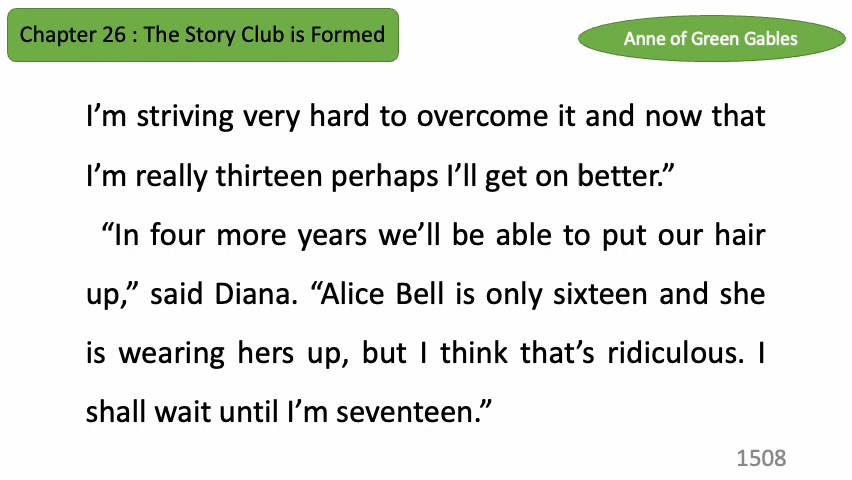 Chapter 26 : The Story Club is Formed
Anne of Green Gables
I’m striving very hard to overcome it and now that
I’m really thirteen perhaps I’ll get on better.”
“In four more years we’ll be able to put our hair
up,” said Diana. “Alice Bell is only sixteen and she
is wearing hers up, but I think that’s ridiculous. I
shall wait until I’m seventeen.”
1508